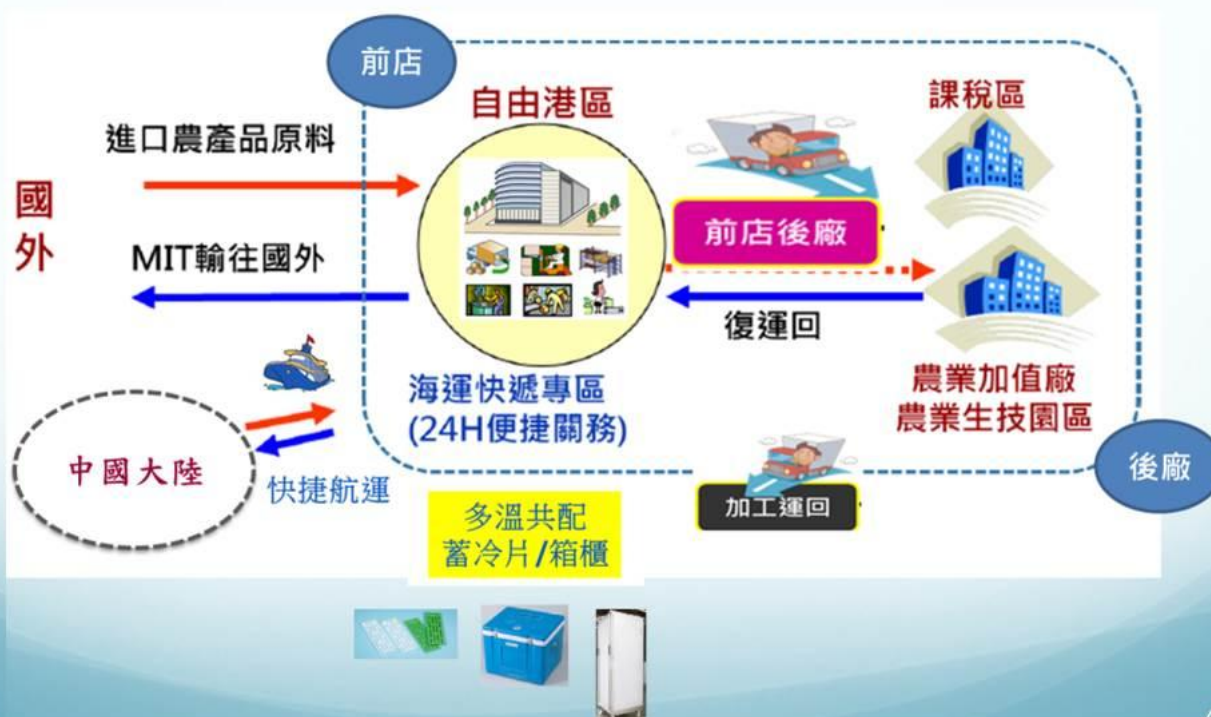 前店
自由港區
課稅區
進口農產品原料
國
外
前店後廠
MIT輸往國外
復運回
海運快遞專區
(24H便捷關務)
農業加值廠
農業生技園區
後廠
中國大陸
快捷航運
加工運回
多溫共配
蓄冷片/箱櫃